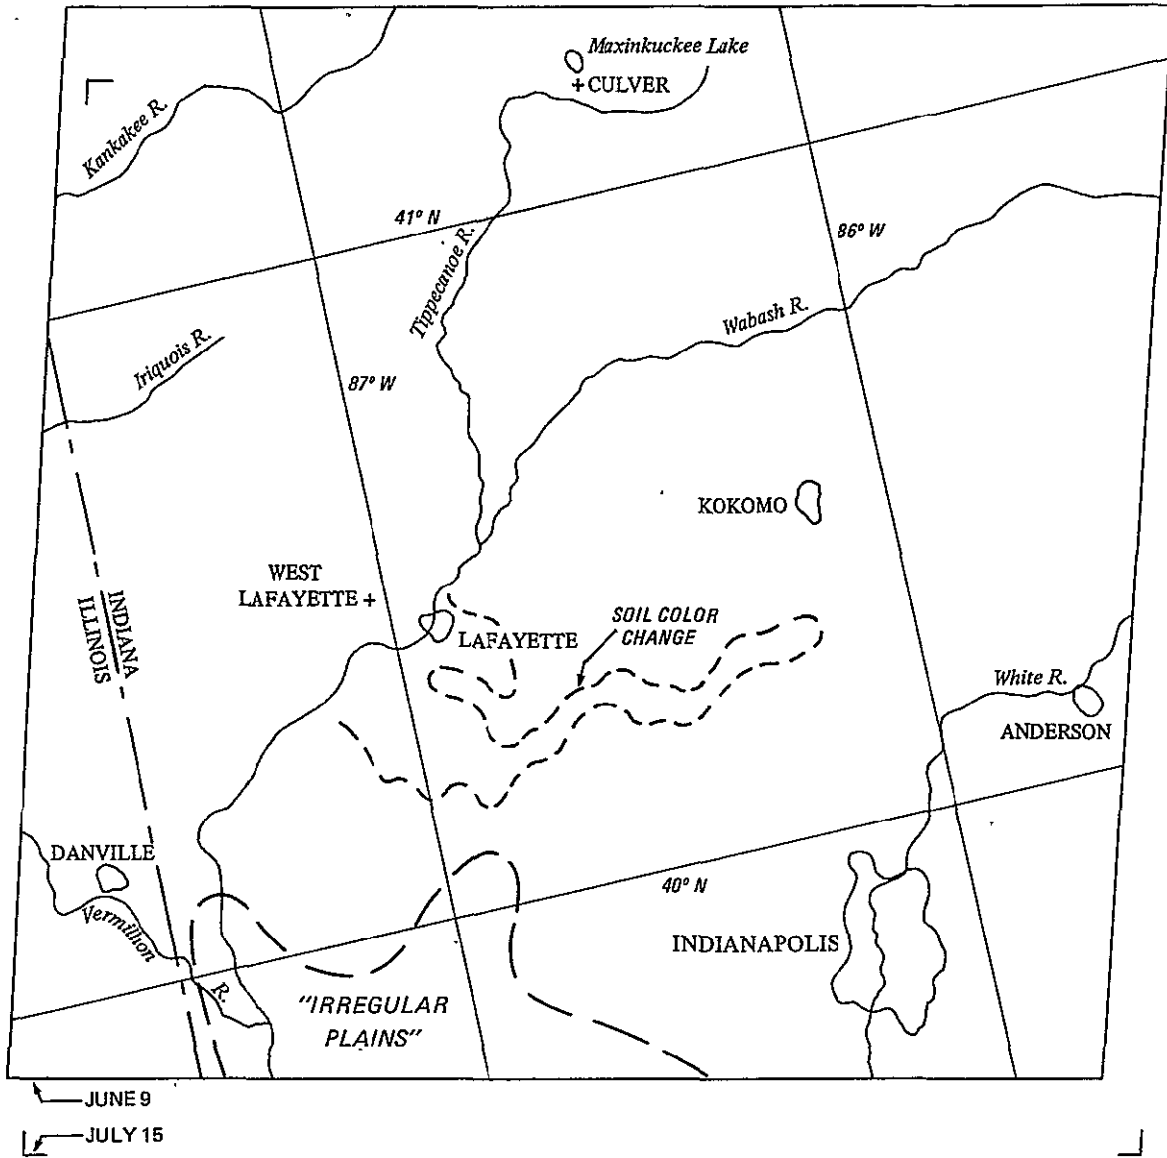 Maxinkuckee Lake
+ CULVER
Kankakee R.
41° N
86° W
Tippecanoe R.
Wabash R.
Iriquois R.
87° W
KOKOMO
WEST
LAFAYETTE +
INDIANA
ILLINOIS
LAFAYETTE
SOIL COLOR
CHANGE
White R.
ANDERSON
DANVILLE
40° N
Vermillion
R.
INDIANAPOLIS
"IRREGULAR
PLAINS"
JUNE 9
JULY 15